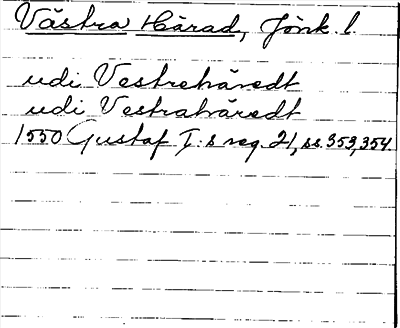 Västra Härad, Jönk. l.
udi Vestrehäredt
udi Vestrahäredt
1550 Gustaf I:s reg. 21, ss. 353, 354